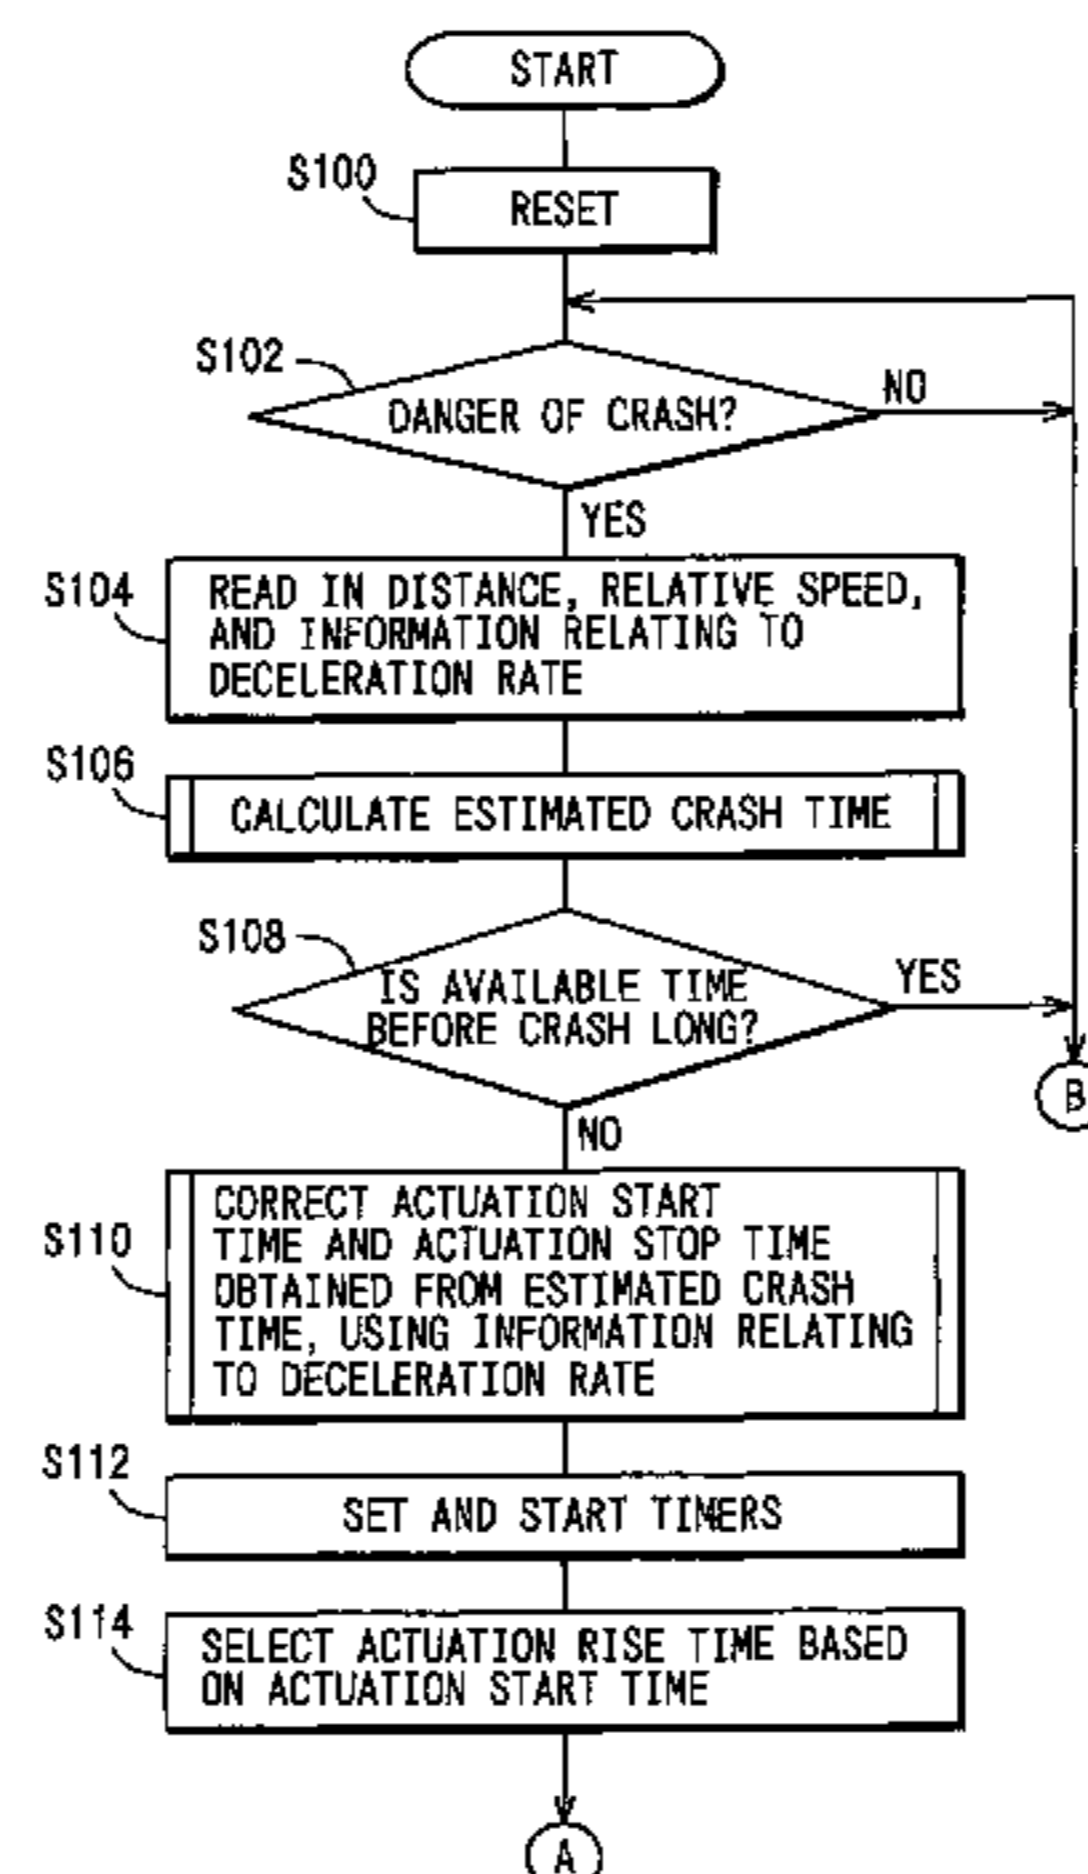 START
S100
RESET
S102
DANGER OF CRASH?
NO
YES
S104
READ IN DISTANCE, RELATIVE SPEED,
AND INFORMATION RELATING TO
DECELERATION RATE
S106
CALCULATE ESTIMATED CRASH TIME
S108
IS AVAILABLE TIME
BEFORE CRASH LONG?
YES
B
NO
S110
CORRECT ACTUATION START
TIME AND ACTUATION STOP TIME
OBTAINED FROM ESTIMATED CRASH
TIME, USING INFORMATION RELATING
TO DECELERATION RATE
S112
SET AND START TIMERS
S114
SELECT ACTUATION RISE TIME BASED
ON ACTUATION START TIME
A